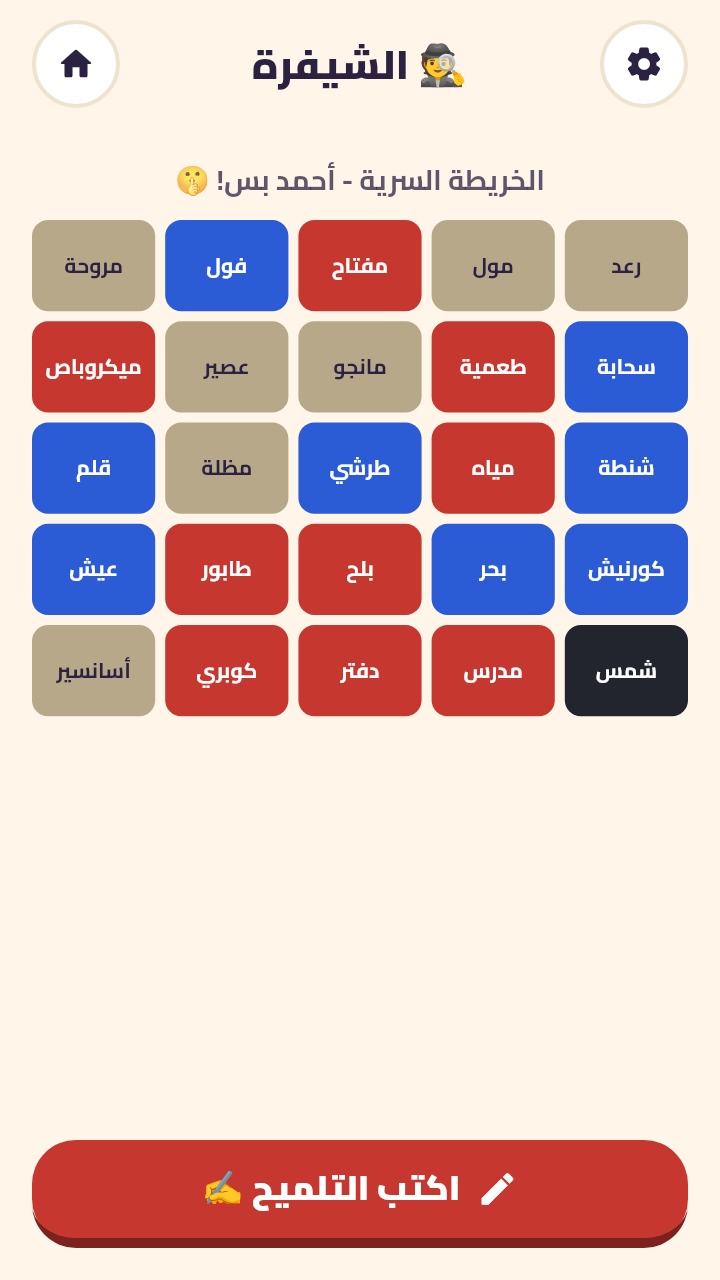 الشيفرة 🕵️
الخريطة السرية - أحمد بس! 🤫
رعد مول مفتاح فول مروحة
سحابة طعمية مانجو عصير ميكروباص
شنطة مياه طرشي مظلة قلم
كورنيش بحر بلح طابور عيش
شمس مدرس دفتر كوبري أسانسير
اكتب التلميح ✍️